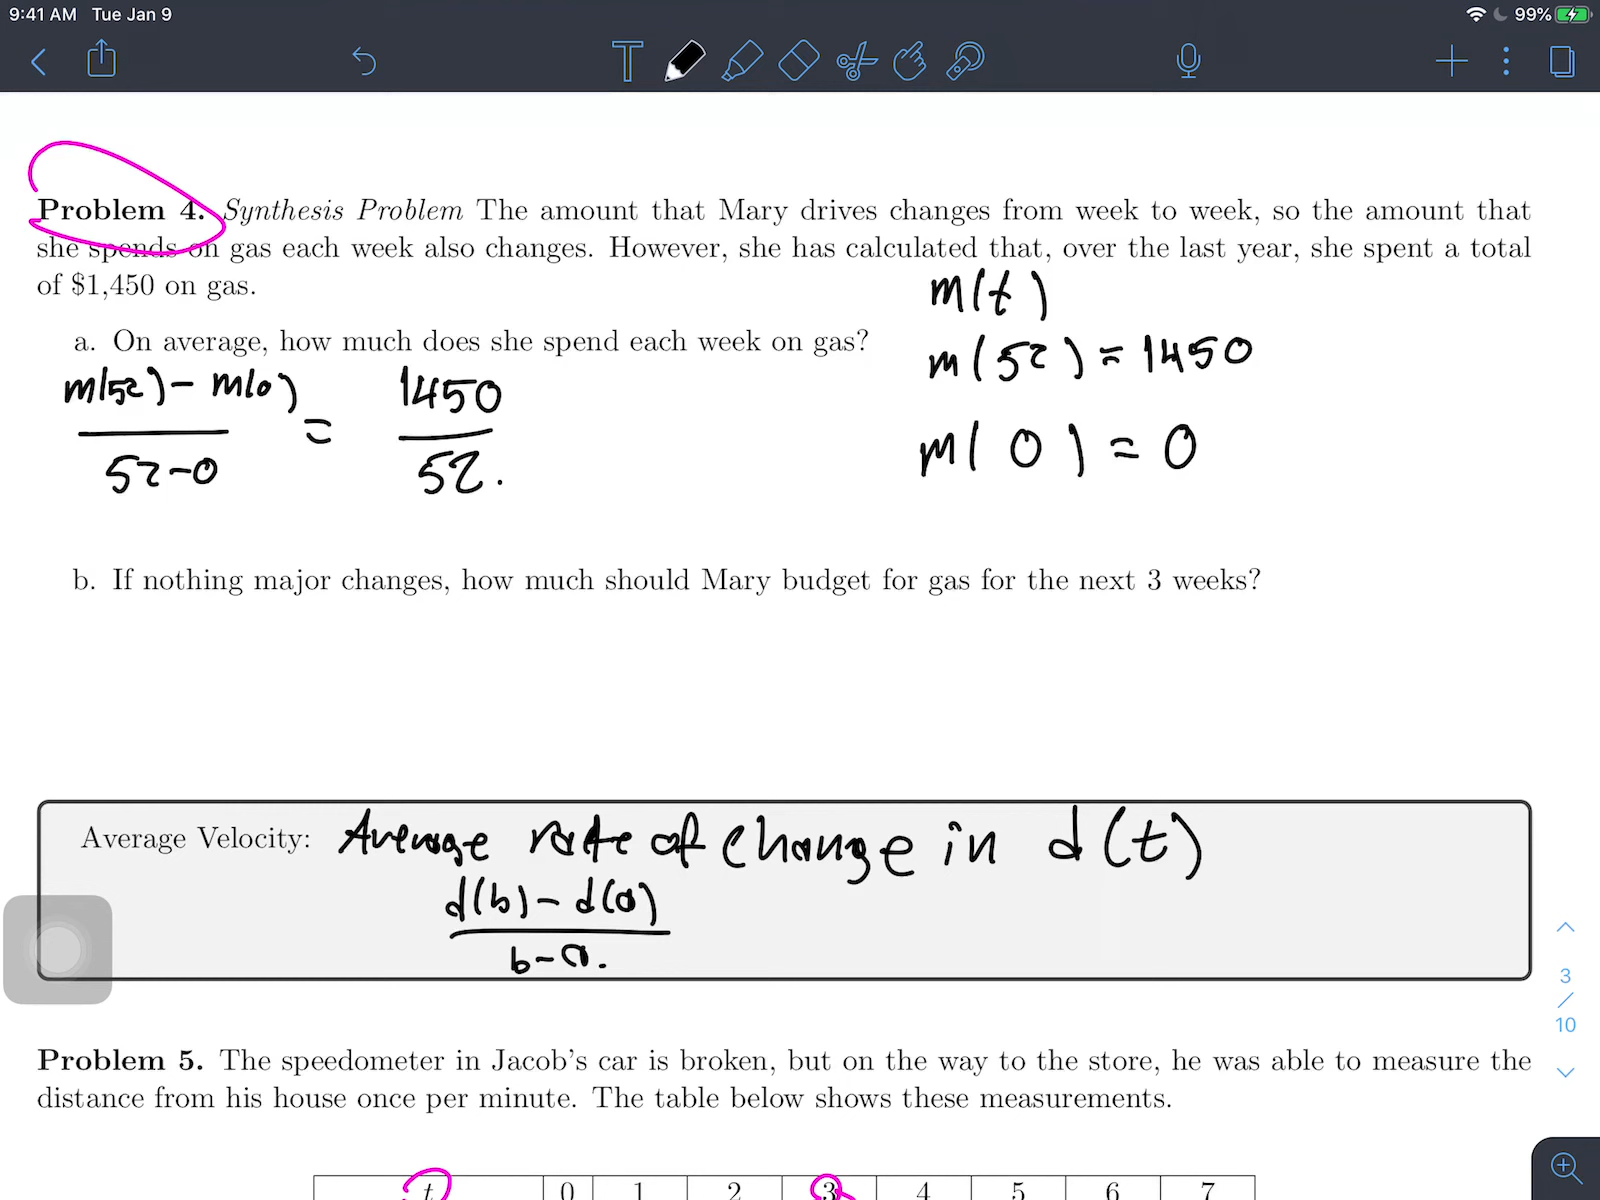 9:41 AM Tue Jan 9 99%
Problem 4. Synthesis Problem The amount that Mary drives changes from week to week, so the amount that
she spends on gas each week also changes. However, she has calculated that, over the last year, she spent a total
of $1,450 on gas.
m(t)
a. On average, how much does she spend each week on gas?
m(52) = 1450
m(52) - m(0)
52-0
=
1450
52.
m( 0 ) = 0
b. If nothing major changes, how much should Mary budget for gas for the next 3 weeks?
Average Velocity: Average rate of change in d(t)
d(b) - d(a)
b-a.
3
/
10
Problem 5. The speedometer in Jacob's car is broken, but on the way to the store, he was able to measure the
distance from his house once per minute. The table below shows these measurements.
t 0 1 2 3 4 5 6 7